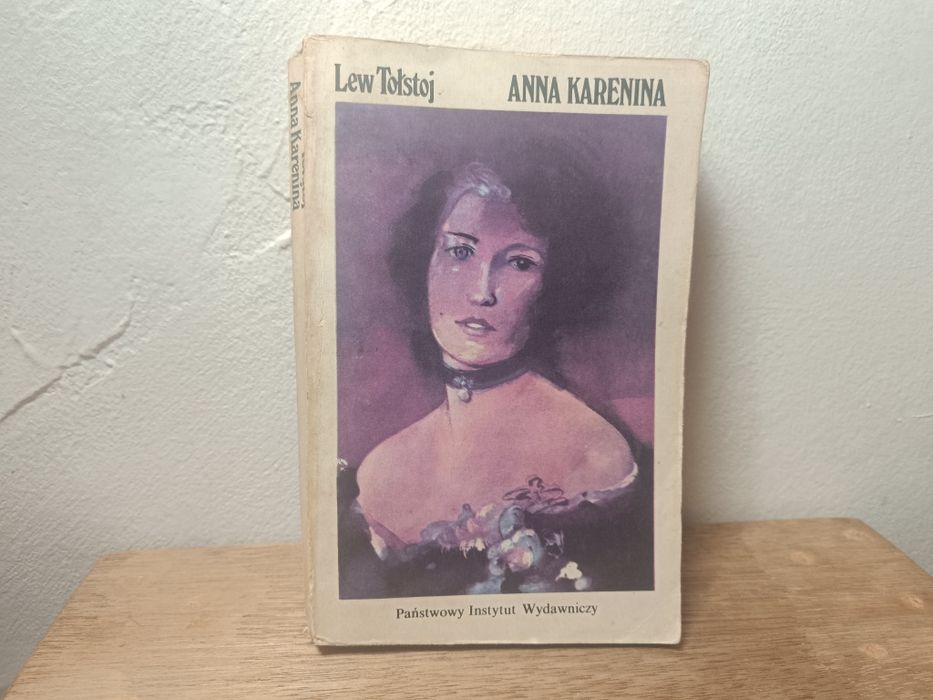 Lew Tołstoj
ANNA KARENINA
Państwowy Instytut Wydawniczy
Anna Karenina